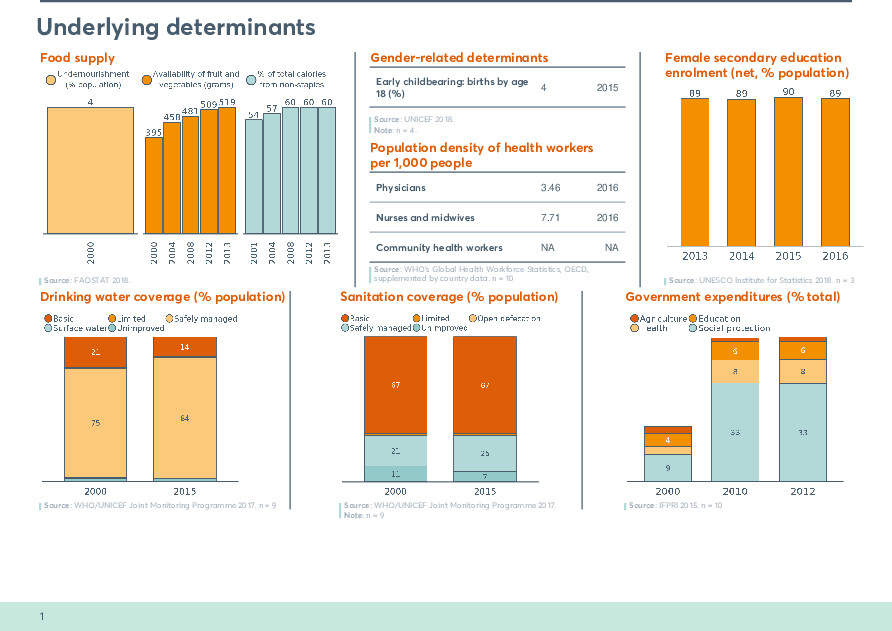 Underlying determinants
Food supply
Undernourishment (% population)
Availability of fruit and vegetables (grams)
% of total calories from non-staples
4
395 458 481 509 519
54 57 60 60 60
2000
2000 2004 2008 2012 2013
2001 2004 2008 2012 2013
Source: FAOSTAT 2018.
Gender-related determinants
Early childbearing: births by age 18 (%) 4 2015
Source: UNICEF 2018.
Note: n = 4.
Population density of health workers
per 1,000 people
Physicians 3.46 2016
Nurses and midwives 7.71 2016
Community health workers NA NA
Source: WHO's Global Health Workforce Statistics, OECD,
supplemented by country data. n = 10
Female secondary education
enrolment (net, % population)
89 89 90 89
2013 2014 2015 2016
Source: UNESCO Institute for Statistics 2018. n = 3
Drinking water coverage (% population)
Basic Limited Safely managed
Surface water Unimproved
21 14
75 84
2000 2015
Source: WHO/UNICEF Joint Monitoring Programme 2017. n = 9
Sanitation coverage (% population)
Basic Limited Open defecation
Safely managed Unimproved
67 67
21 25
11 7
2000 2015
Source: WHO/UNICEF Joint Monitoring Programme 2017.
Note: n = 9
Government expenditures (% total)
Agriculture Education
Health Social protection
4 6 6
8 8
9 33 33
2000 2010 2012
Source: IFPRI 2015. n = 10
1